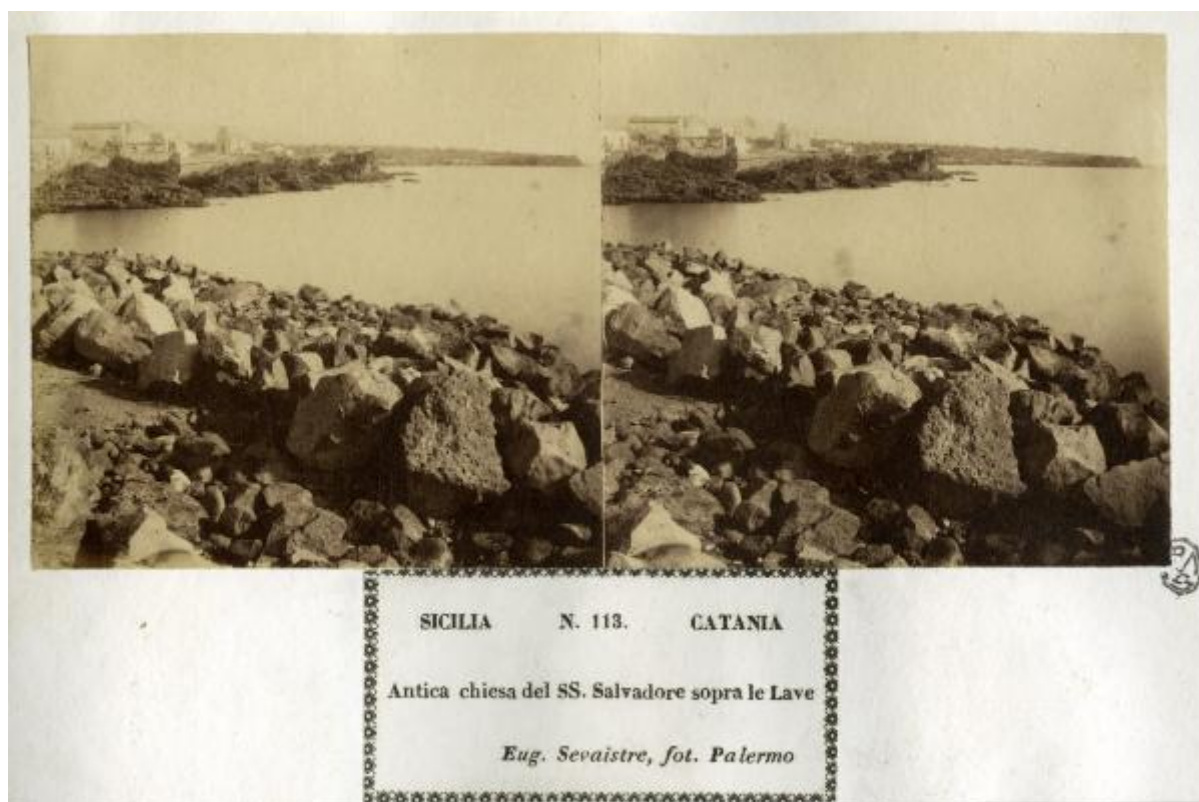 SICILIA N. 113. CATANIA
Antica chiesa del SS. Salvadore sopra le Lave
Eug. Sevaistre, fot. Palermo